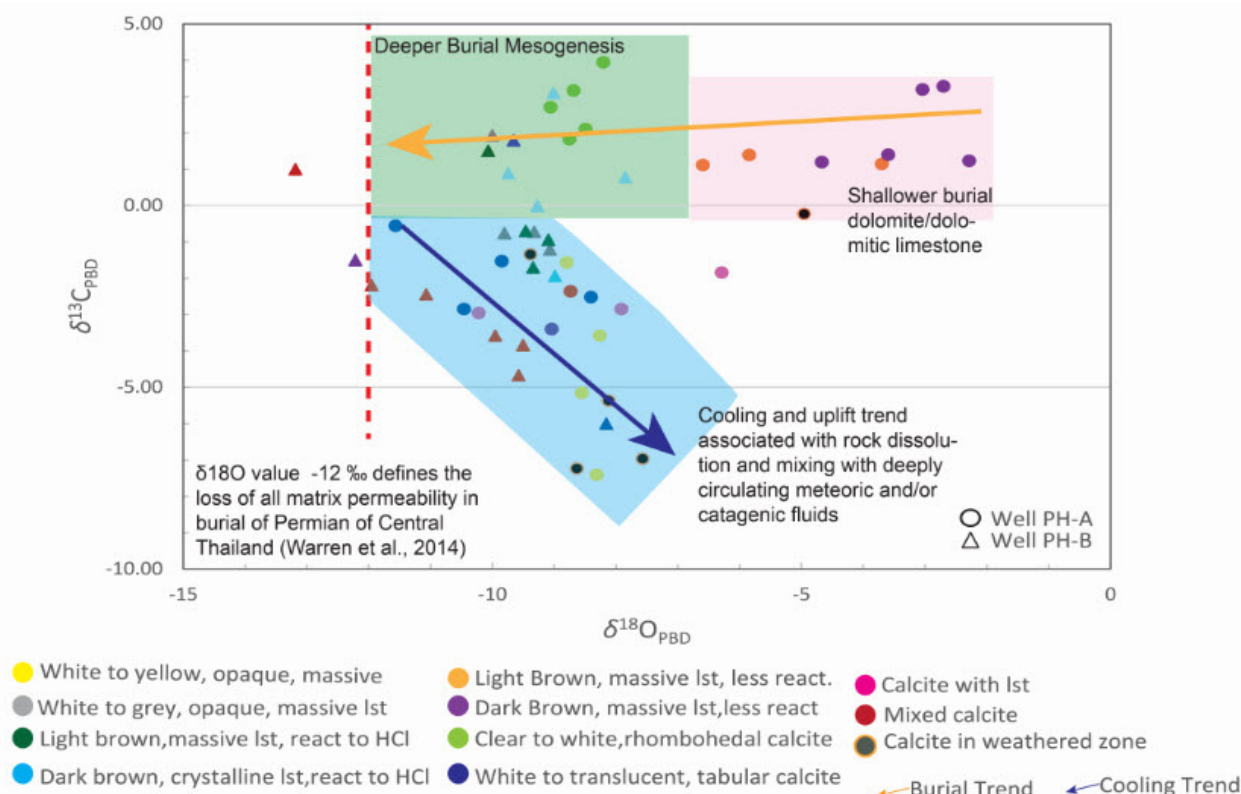 5.00
Deeper Burial Mesogenesis
0.00
Shallower burial
dolomite/dolo-
mitic limestone
δ13CPBD
-5.00
Cooling and uplift trend
associated with rock dissolu-
tion and mixing with deeply
circulating meteoric and/or
catagenic fluids
δ18O value -12 ‰ defines the
loss of all matrix permeability in
burial of Permian of Central
Thailand (Warren et al., 2014)
Well PH-A
Well PH-B
-10.00
-15 -10 -5 0
δ18OPBD
White to yellow, opaque, massive
White to grey, opaque, massive lst
Light brown,massive lst, react to HCl
Dark brown, crystalline lst,react to HCl
Light Brown, massive lst, less react.
Dark Brown, massive lst,less react
Clear to white,rhombohedal calcite
White to translucent, tabular calcite
Calcite with lst
Mixed calcite
Calcite in weathered zone
Burial Trend
Cooling Trend